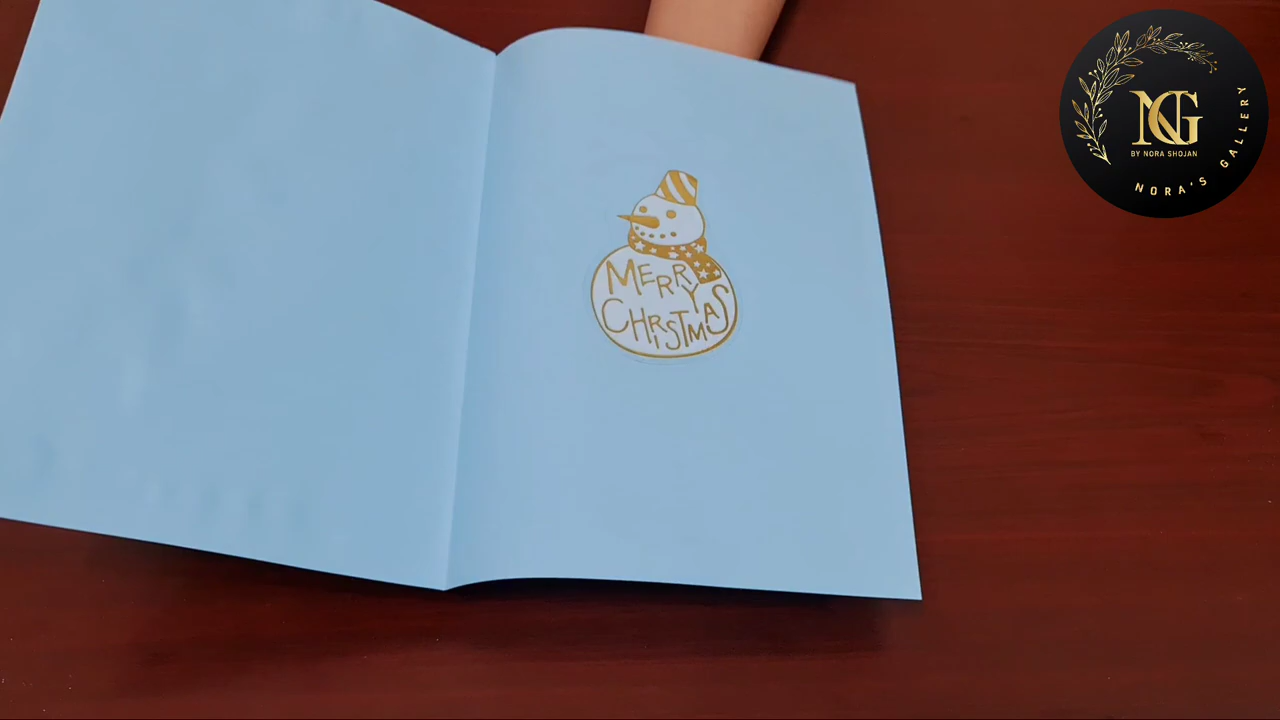 MERRY
CHRISTMAS
NG
BY NORA SHOJAN
NORA'S GALLERY